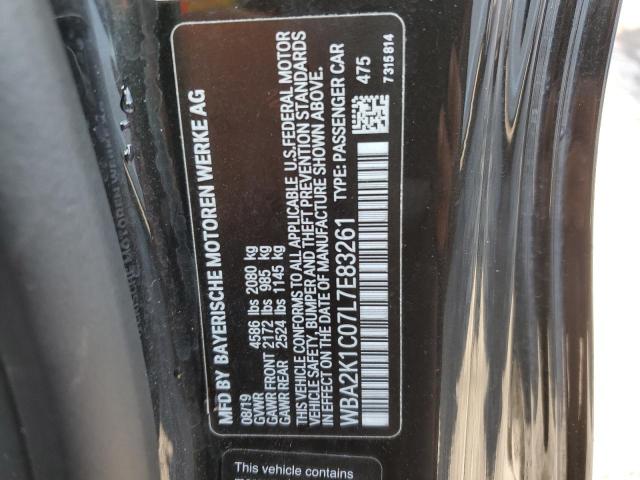 MFD BY BAYERISCHE MOTOREN WERKE AG
08/19
GVWR 4586 lbs 2080 kg
GAWR FRONT 2172 lbs 985 kg
GAWR REAR 2524 lbs 1145 kg
THIS VEHICLE CONFORMS TO ALL APPLICABLE U.S. FEDERAL MOTOR
VEHICLE SAFETY, BUMPER AND THEFT PREVENTION STANDARDS
IN EFFECT ON THE DATE OF MANUFACTURE SHOWN ABOVE.
WBA2K1C07L7E83261 TYPE: PASSENGER CAR
475
7315814
This vehicle contains